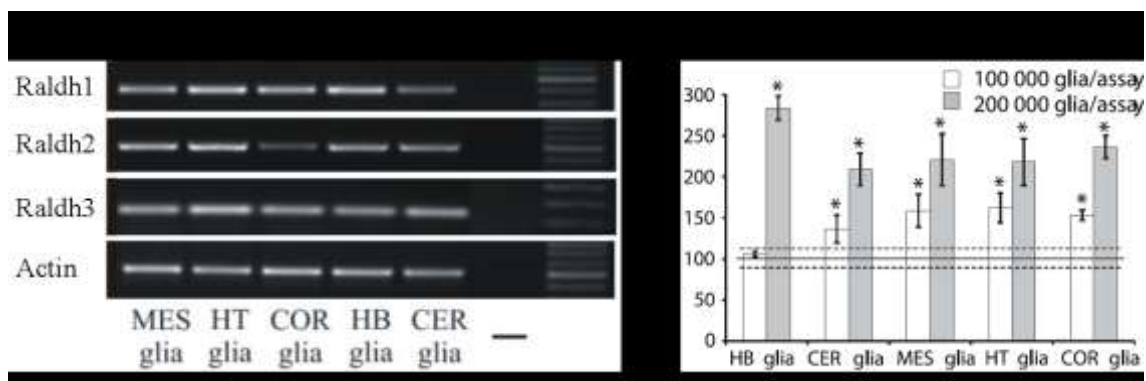 Raldh1
Raldh2
Raldh3
Actin
MES HT COR HB CER
glia glia glia glia glia
100 000 glia/assay
200 000 glia/assay
300
250
200
150
100
50
0
* * * * * * * * *
HB glia CER glia MES glia HT glia COR glia